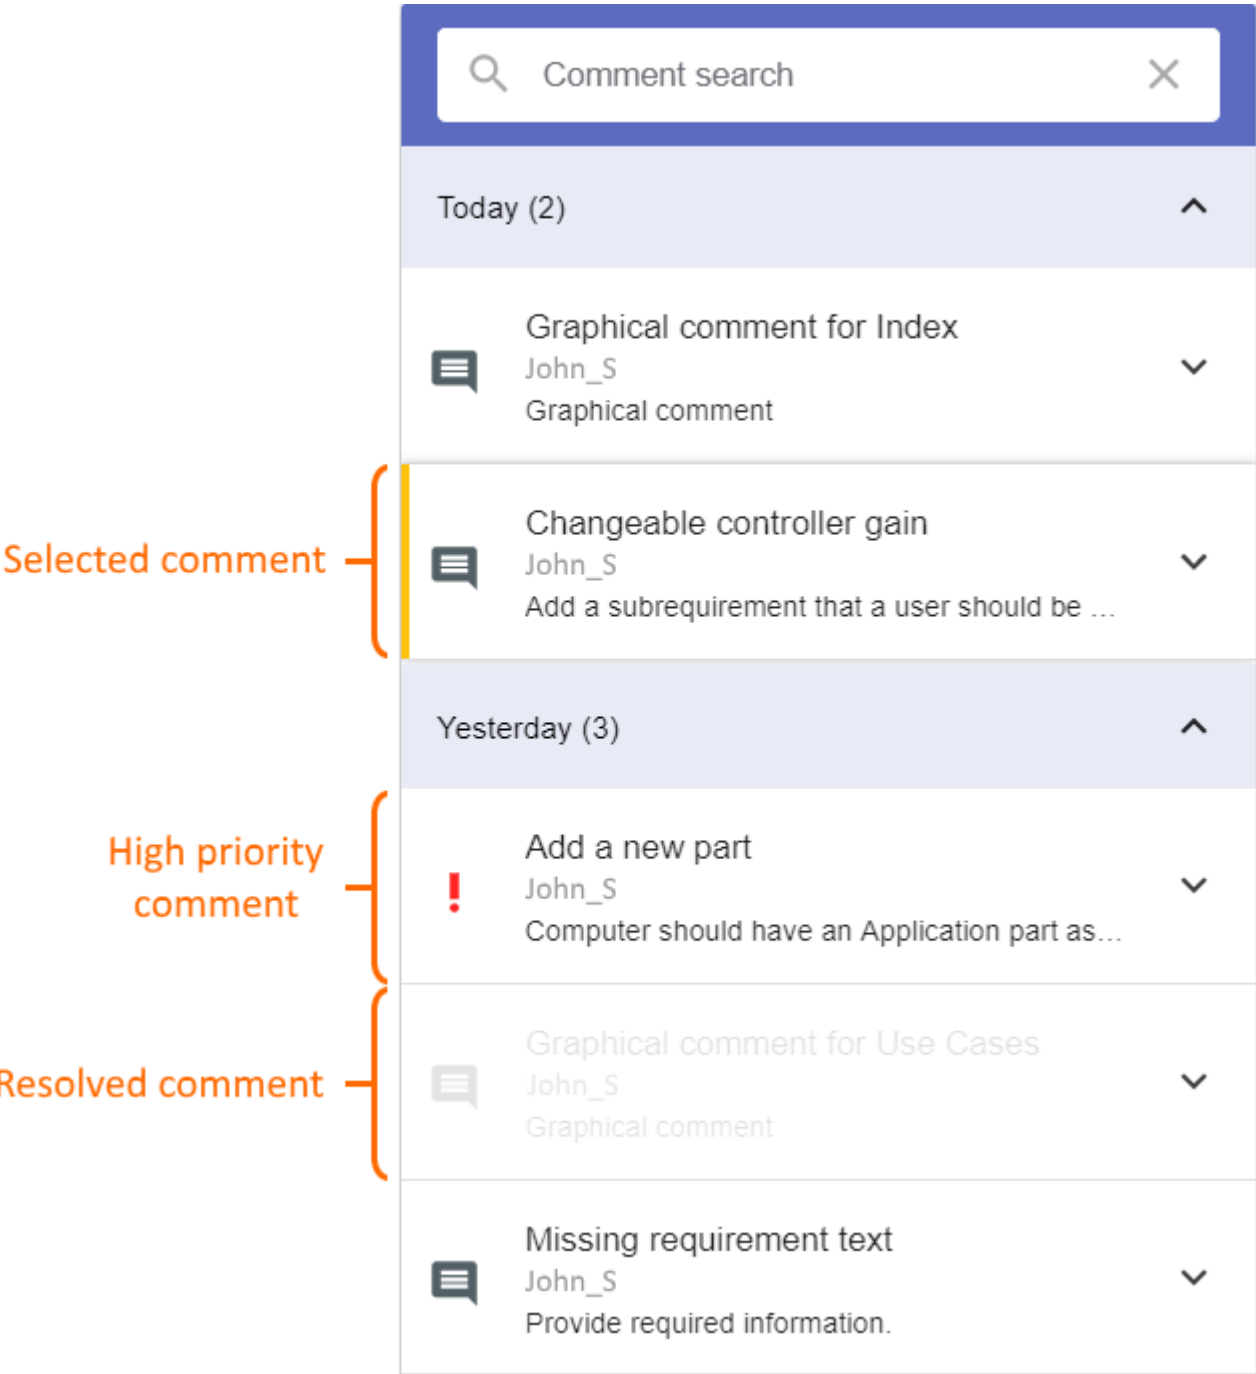 Comment search
Today (2)
Graphical comment for Index
John_S
Graphical comment
Selected comment
Changeable controller gain
John_S
Add a subrequirement that a user should be ...
Yesterday (3)
High priority
comment
Add a new part
John_S
Computer should have an Application part as...
Resolved comment
Graphical comment for Use Cases
John_S
Graphical comment
Missing requirement text
John_S
Provide required information.